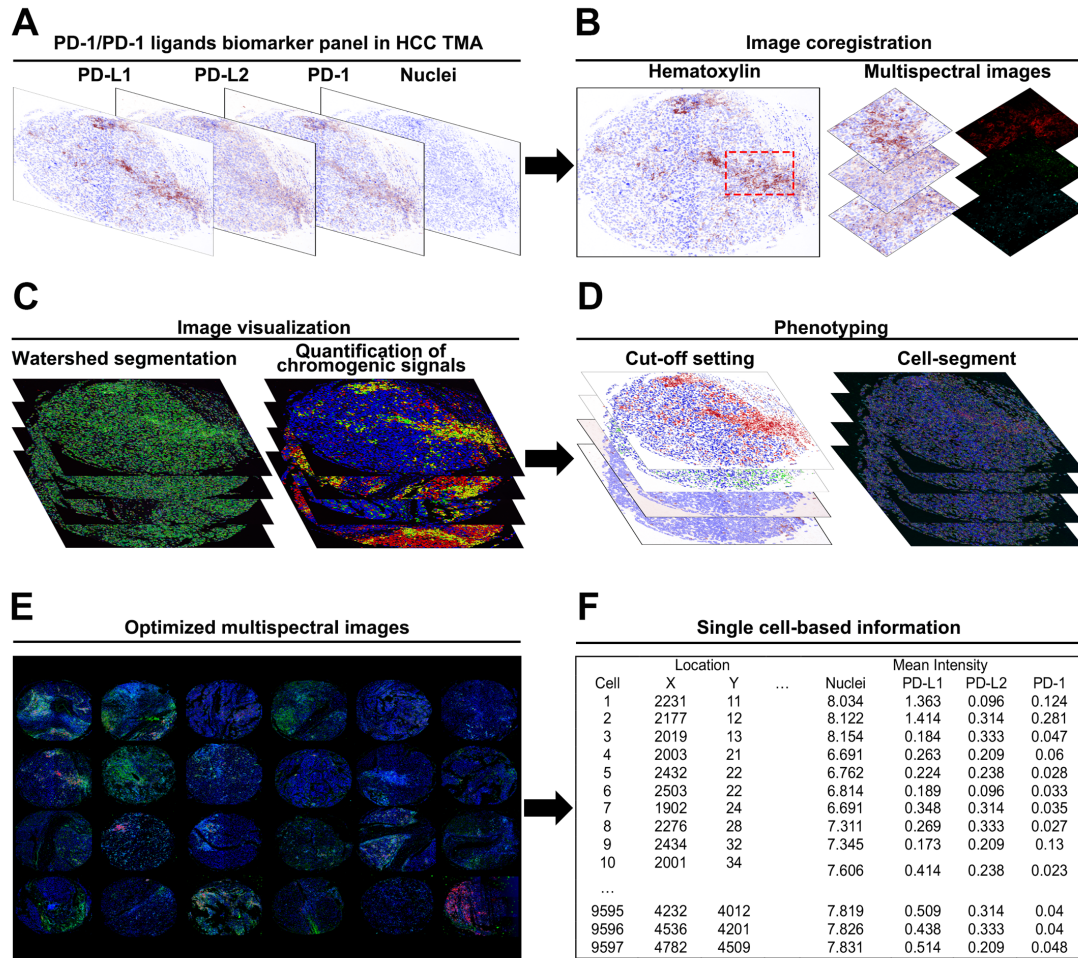 A
PD-1/PD-1 ligands biomarker panel in HCC TMA
PD-L1 PD-L2 PD-1 Nuclei
B
Image coregistration
Hematoxylin Multispectral images
C
Image visualization
Watershed segmentation
Quantification of
chromogenic signals
D
Phenotyping
Cut-off setting Cell-segment
E
Optimized multispectral images
F
Single cell-based information
Location Mean Intensity
Cell X Y ... Nuclei PD-L1 PD-L2 PD-1
1 2231 11 8.034 1.363 0.096 0.124
2 2177 12 8.122 1.414 0.314 0.281
3 2019 13 8.154 0.184 0.333 0.047
4 2003 21 6.691 0.263 0.209 0.06
5 2432 22 6.762 0.224 0.238 0.028
6 2503 22 6.814 0.189 0.096 0.033
7 1902 24 6.691 0.348 0.314 0.035
8 2276 28 7.311 0.269 0.333 0.027
9 2434 32 7.345 0.173 0.209 0.13
10 2001 34 7.606 0.414 0.238 0.023
...
9595 4232 4012 7.819 0.509 0.314 0.04
9596 4536 4201 7.826 0.438 0.333 0.04
9597 4782 4509 7.831 0.514 0.209 0.048